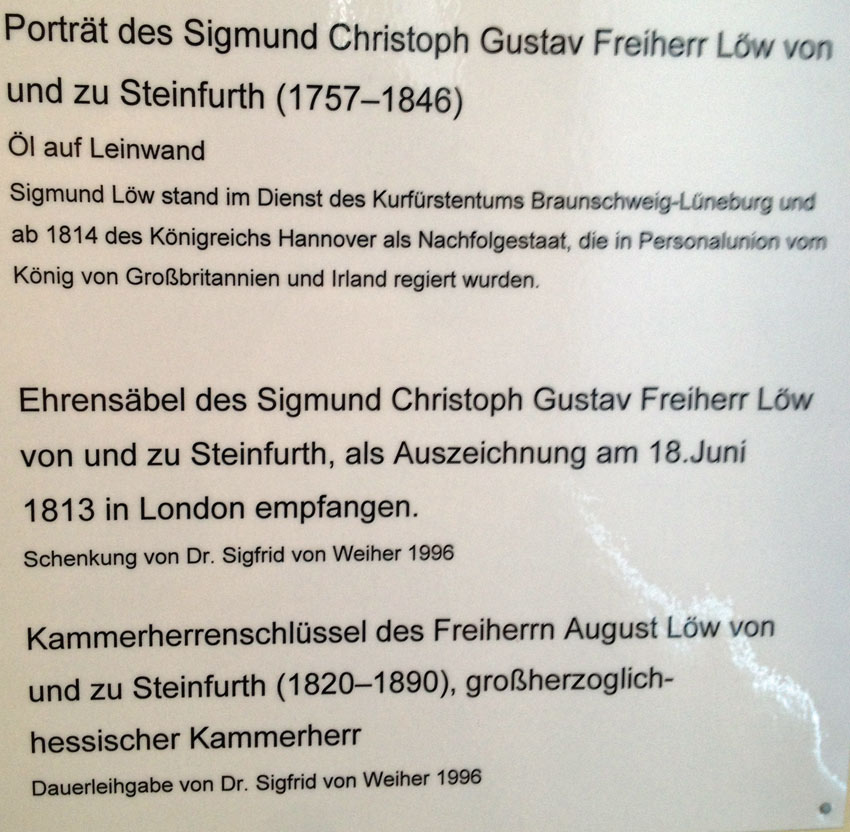 Porträt des Sigmund Christoph Gustav Freiherr Löw von
und zu Steinfurth (1757–1846)
Öl auf Leinwand
Sigmund Löw stand im Dienst des Kurfürstentums Braunschweig-Lüneburg und
ab 1814 des Königreichs Hannover als Nachfolgestaat, die in Personalunion vom
König von Großbritannien und Irland regiert wurden.
Ehrensäbel des Sigmund Christoph Gustav Freiherr Löw
von und zu Steinfurth, als Auszeichnung am 18.Juni
1813 in London empfangen.
Schenkung von Dr. Sigfrid von Weiher 1996
Kammerherrenschlüssel des Freiherrn August Löw von
und zu Steinfurth (1820–1890), großherzoglich-
hessischer Kammerherr
Dauerleihgabe von Dr. Sigfrid von Weiher 1996